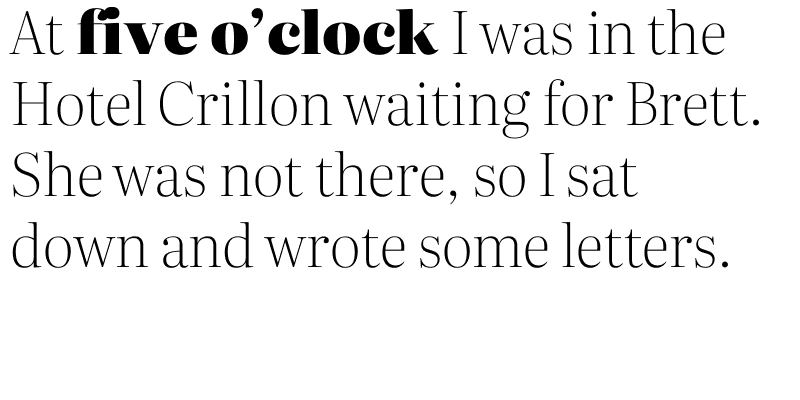 At five o’clock I was in the
Hotel Crillon waiting for Brett.
She was not there, so I sat
down and wrote some letters.